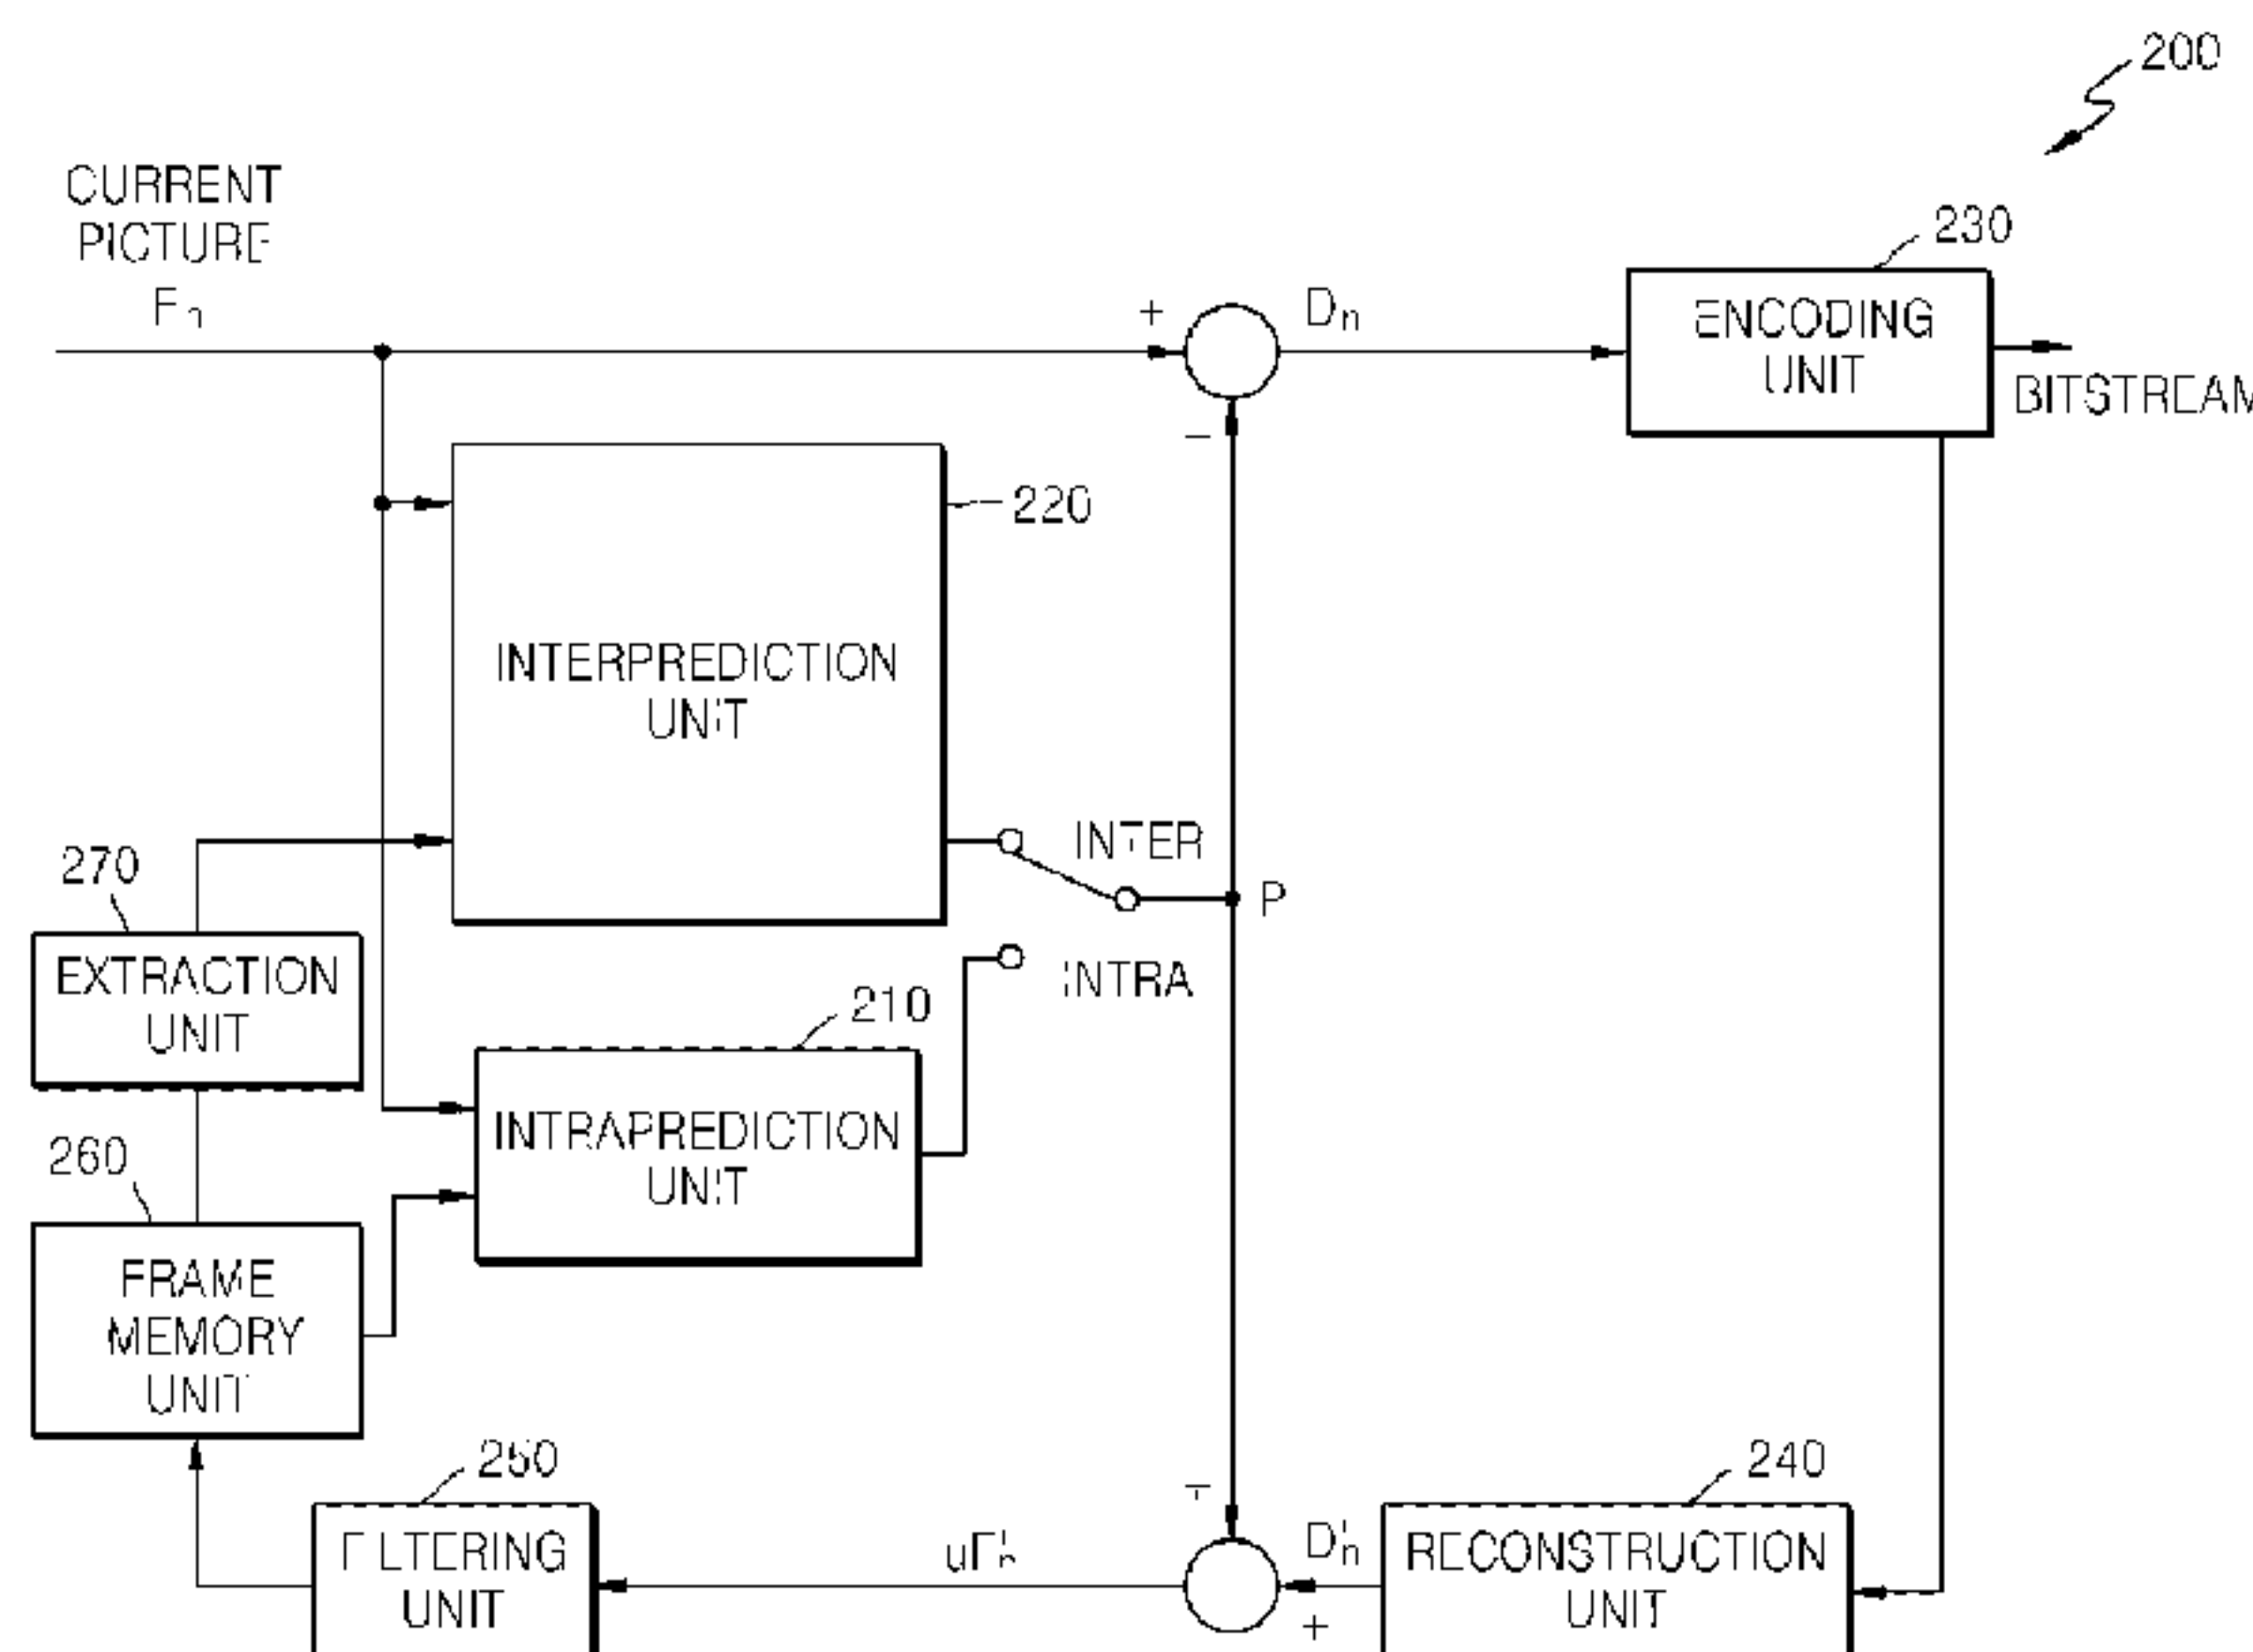 200
CURRENT
PICTURE
Fn
+
Dn
230
ENCODING
UNIT
BITSTREAM
−
220
INTERPREDICTION
UNIT
INTER
P
INTRA
270
EXTRACTION
UNIT
210
INTRAPREDICTION
UNIT
260
FRAME
MEMORY
UNIT
250
FILTERING
UNIT
uF'n
+
D'n
+
240
RECONSTRUCTION
UNIT